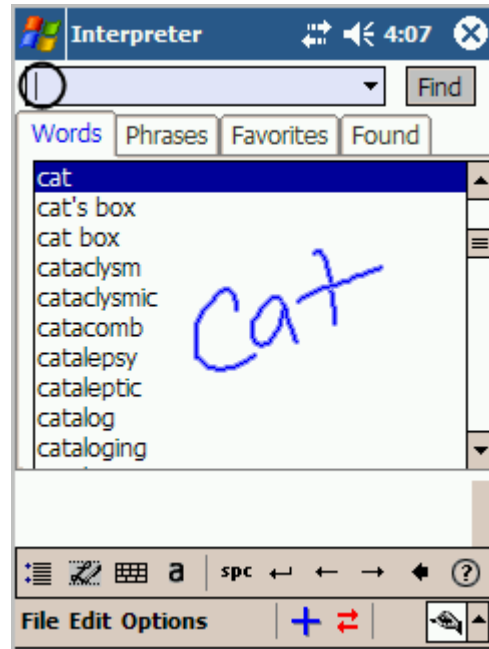 Interpreter 4:07
Find
Words Phrases Favorites Found
cat
cat's box
cat box
cataclysm
cataclysmic
catacomb
catalepsy
cataleptic
catalog
cataloging
cat
a spc
File Edit Options